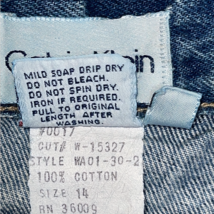 Calvin Klein
MILD SOAP DRIP DRY
DO NOT BLEACH.
DO NOT SPIN DRY.
IRON IF REQUIRED.
PULL TO ORIGINAL
LENGTH AFTER
WASHING.
#0017
CUT# W-15327
STYLE WA01-30-2
100% COTTON
SIZE 14
RN 36009